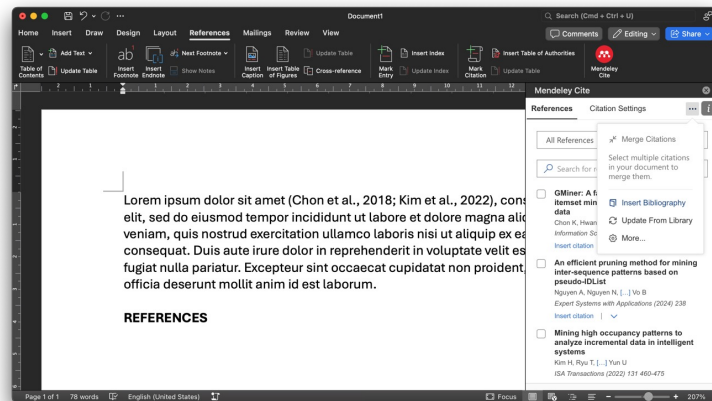 Document1
Search (Cmd + Ctrl + U)
Home Insert Draw Design Layout References Mailings Review View
Comments Editing Share
Table of Contents
Add Text
Update Table
ab
Insert Footnote
Insert Endnote
Next Footnote
Show Notes
Insert Caption
Insert Table of Figures
Update Table
Cross-reference
Mark Entry
Insert Index
Update Index
Mark Citation
Insert Table of Authorities
Update Table
Mendeley Cite
Mendeley Cite
References Citation Settings
All References
Merge Citations
Select multiple citations
in your document to
merge them.
Insert Bibliography
Update From Library
More...
Search for r
GMiner: A fa
itemset min
data
Chon K, Hwan
Information Sc
Insert citation
An efficient pruning method for mining
inter-sequence patterns based on
pseudo-IDList
Nguyen A, Nguyen N, [...] Vo B
Expert Systems with Applications (2024) 238
Insert citation |
Mining high occupancy patterns to
analyze incremental data in intelligent
systems
Kim H, Ryu T, [...] Yun U
ISA Transactions (2022) 131 460-475
Lorem ipsum dolor sit amet (Chon et al., 2018; Kim et al., 2022), cons
elit, sed do eiusmod tempor incididunt ut labore et dolore magna aliq
veniam, quis nostrud exercitation ullamco laboris nisi ut aliquip ex ea
consequat. Duis aute irure dolor in reprehenderit in voluptate velit es
fugiat nulla pariatur. Excepteur sint occaecat cupidatat non proident,
officia deserunt mollit anim id est laborum.
REFERENCES
Page 1 of 1 78 words English (United States) Focus 207%